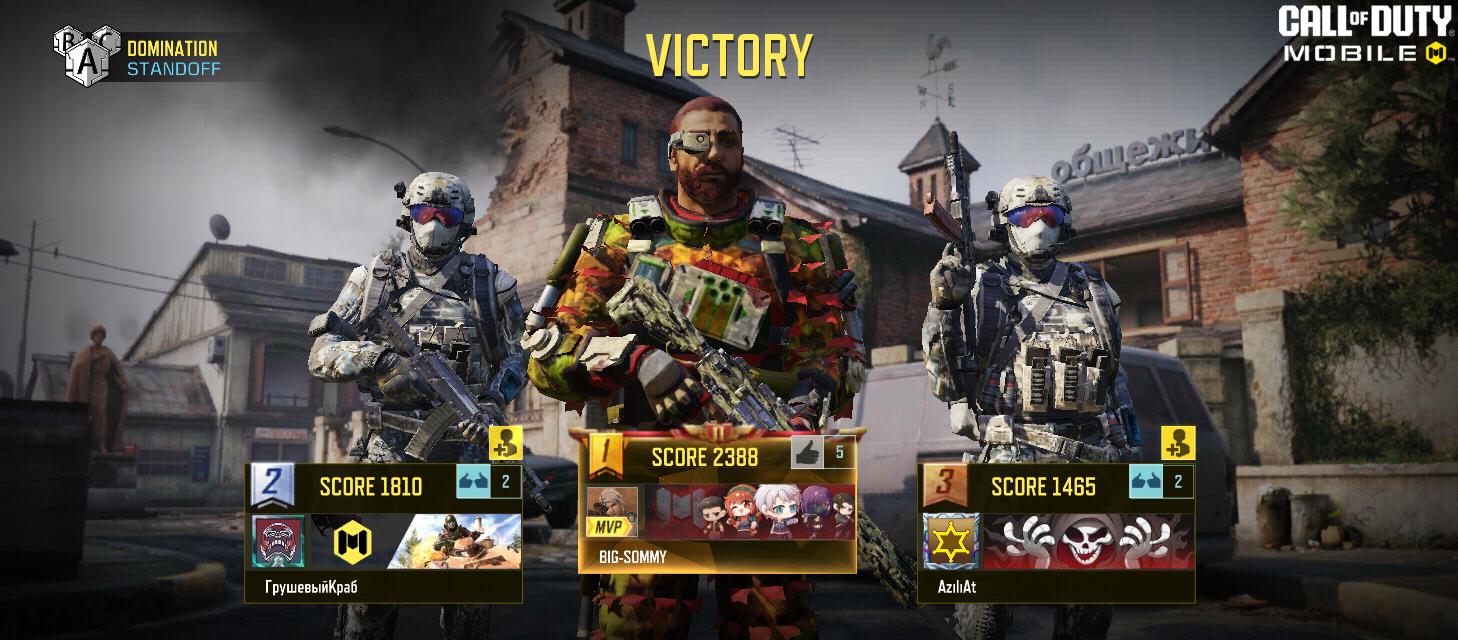 B A C
DOMINATION
STANDOFF
VICTORY
CALL OF DUTY
MOBILE
общежи
2
SCORE 1810
2
ГрушевыйКраб
1
SCORE 2388
5
MVP
BIG-SOMMY
3
SCORE 1465
2
AzılıAt